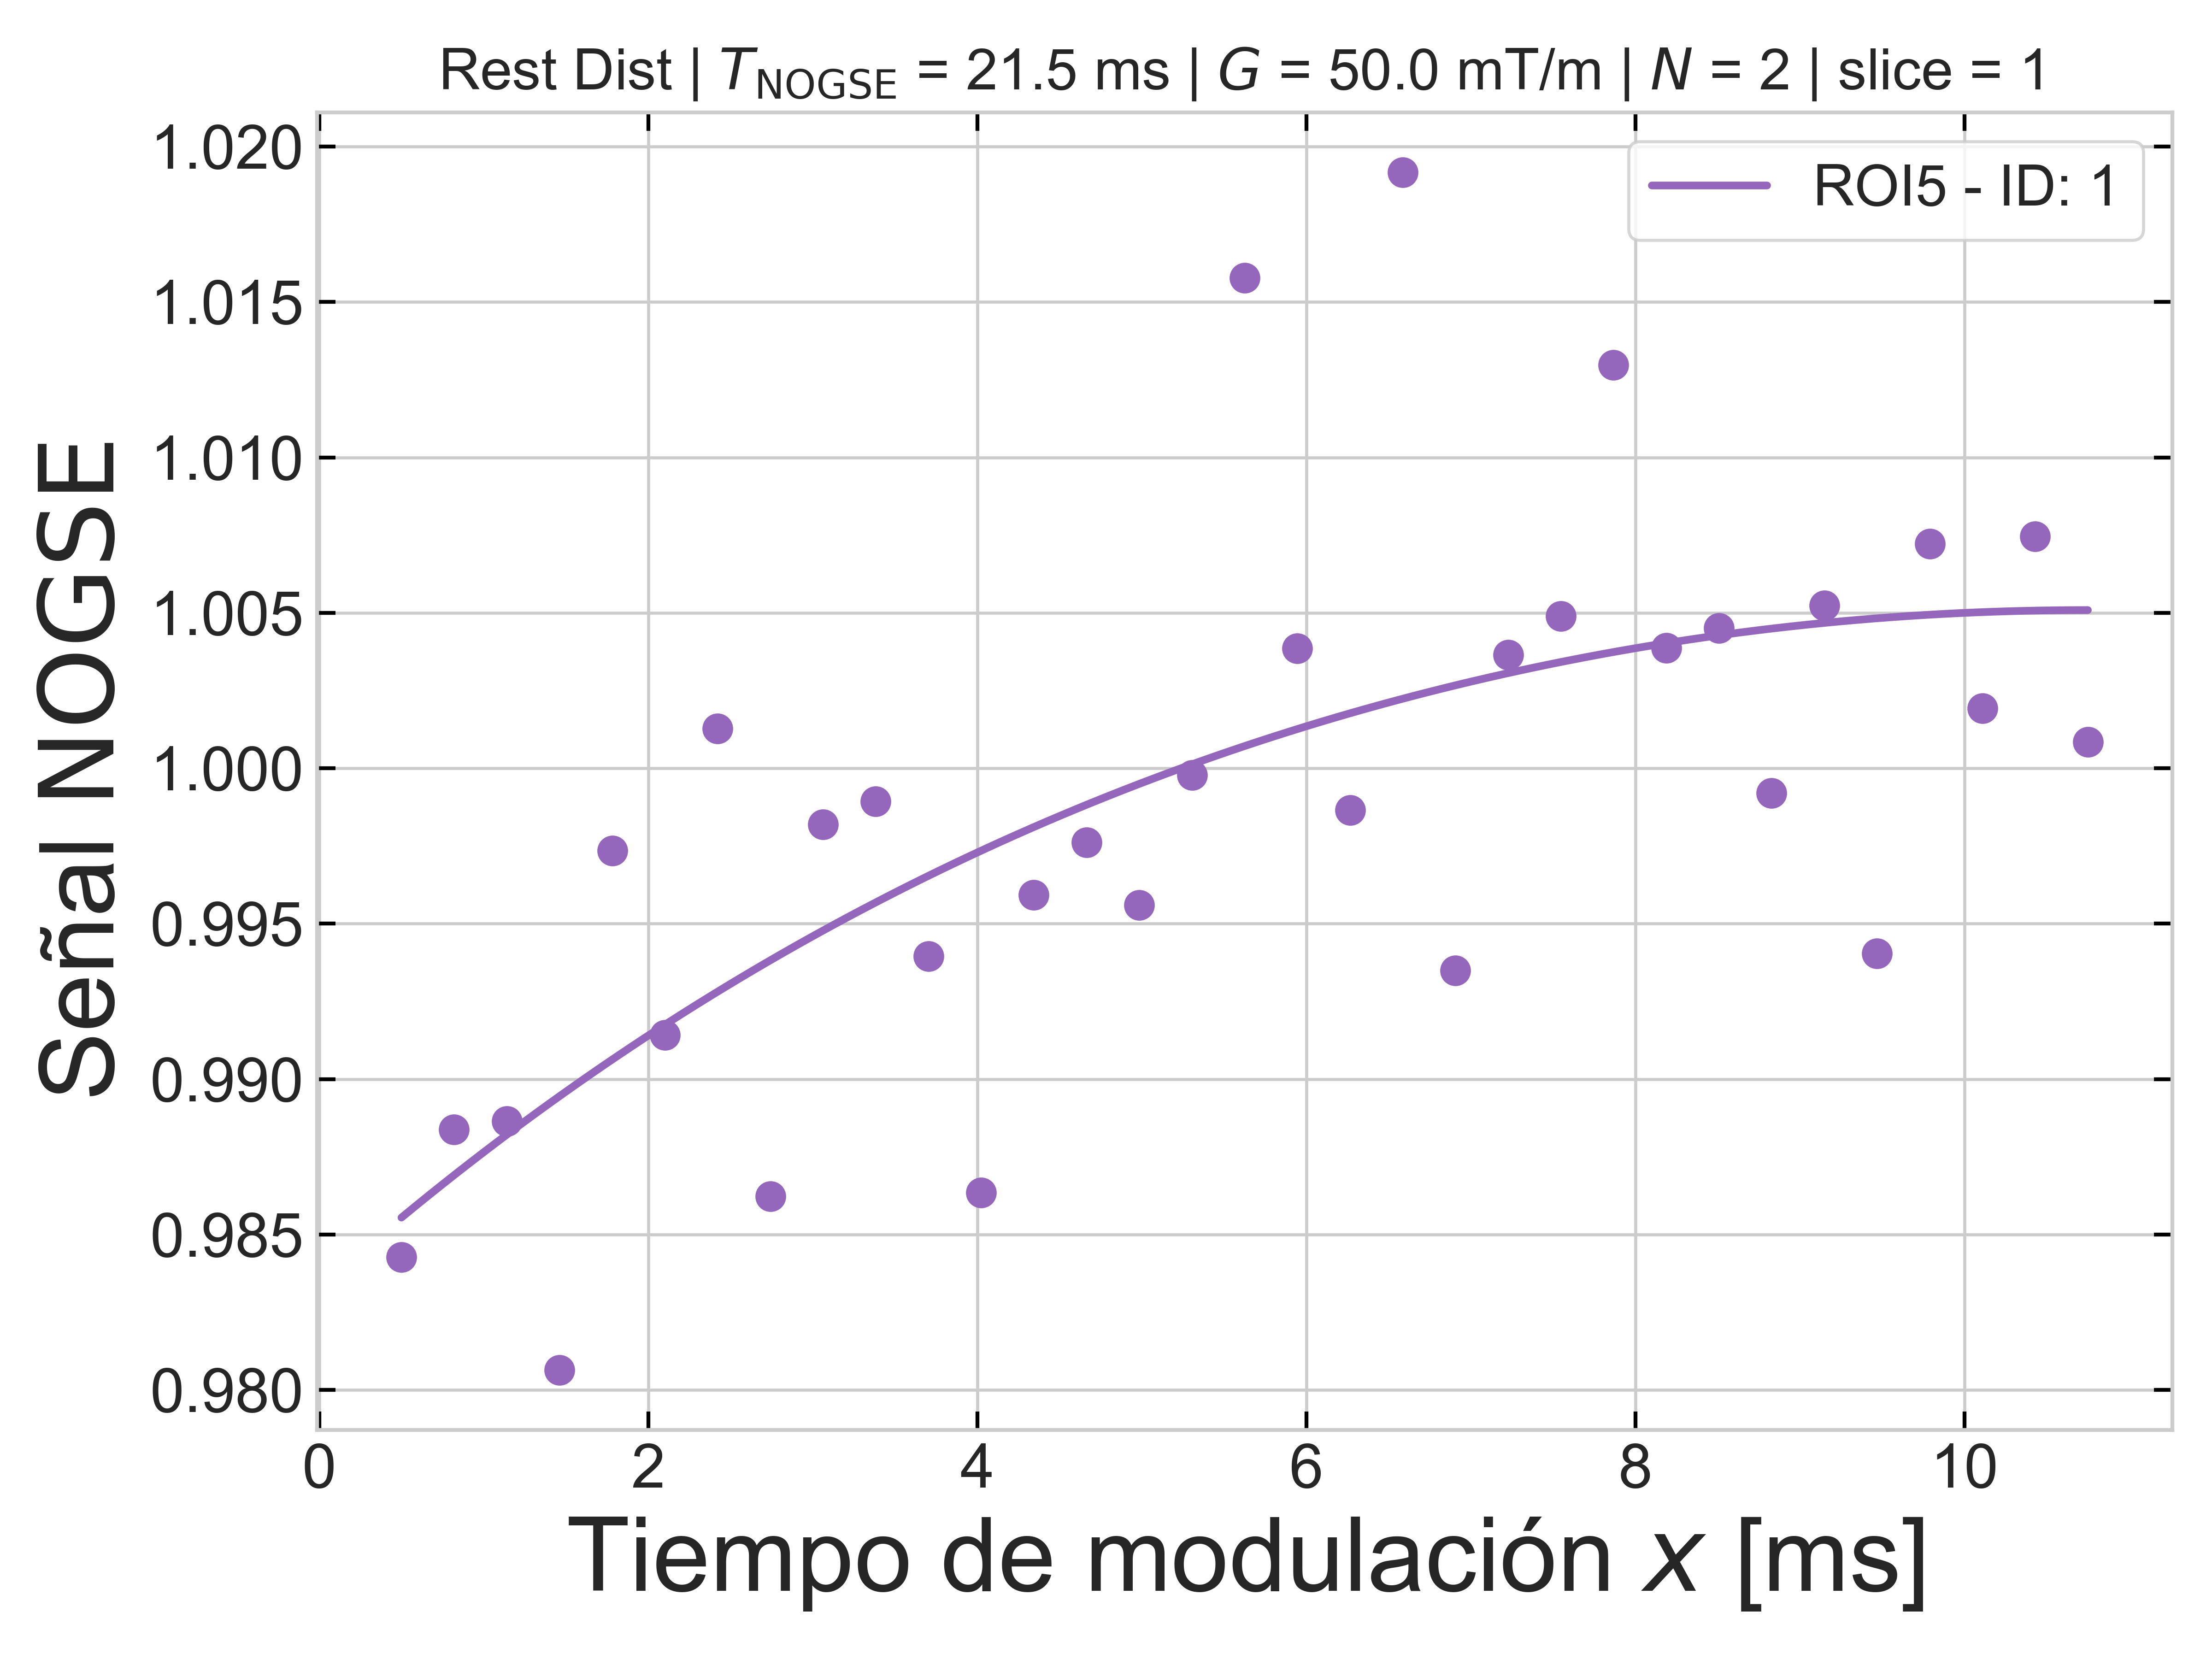 Rest Dist | T_NOGSE = 21.5 ms | G = 50.0 mT/m | N = 2 | slice = 1
ROI5 - ID: 1
Señal NOGSE
1.020
1.015
1.010
1.005
1.000
0.995
0.990
0.985
0.980
0 2 4 6 8 10
Tiempo de modulación x [ms]